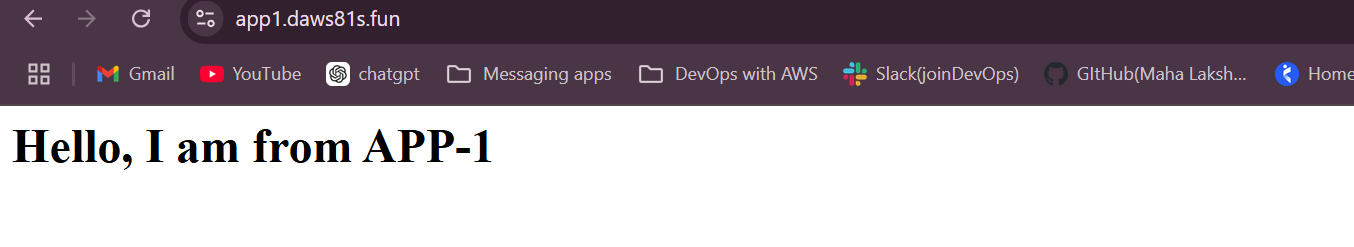 app1.daws81s.fun
Gmail YouTube chatgpt Messaging apps DevOps with AWS Slack(joinDevOps) GItHub(Maha Laksh... Home
Hello, I am from APP-1